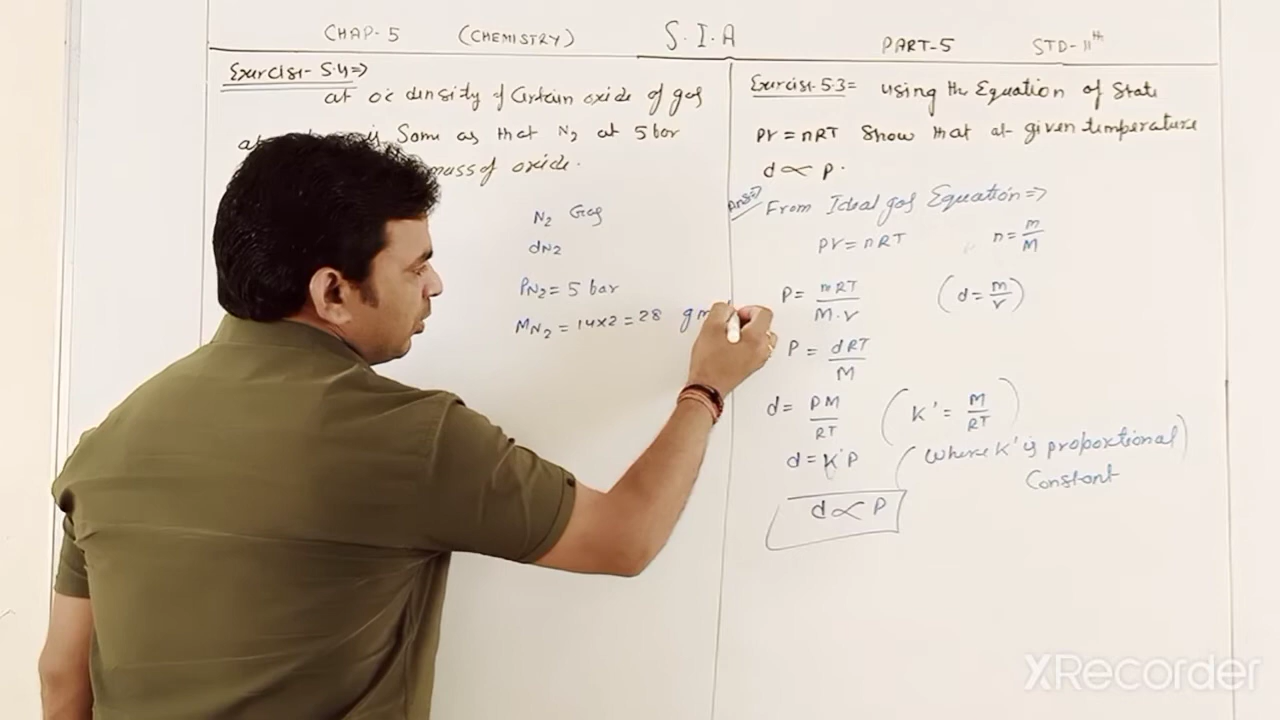 CHAP-5 (CHEMISTRY) S.I.A PART-5 STD-11th
Exercise-5.4⇒
at 0c density of Certain oxide of gas
Same as that N2 at 5 bar
mass of oxide.
N2 Gas
dN2
PN2 = 5 bar
MN2 = 14×2 = 28 gm
Exercise-5.3= using the Equation of State
PV = nRT Show that at given temperature
d ∝ P.
Ans⇒ From Ideal gas Equation⇒
PV = nRT n = m/M
P = mRT/M.V (d = m/V)
P = dRT/M
d = PM/RT (K' = M/RT)
d = K'P (where K' is proportional
Constant
d ∝ P
XRecorder